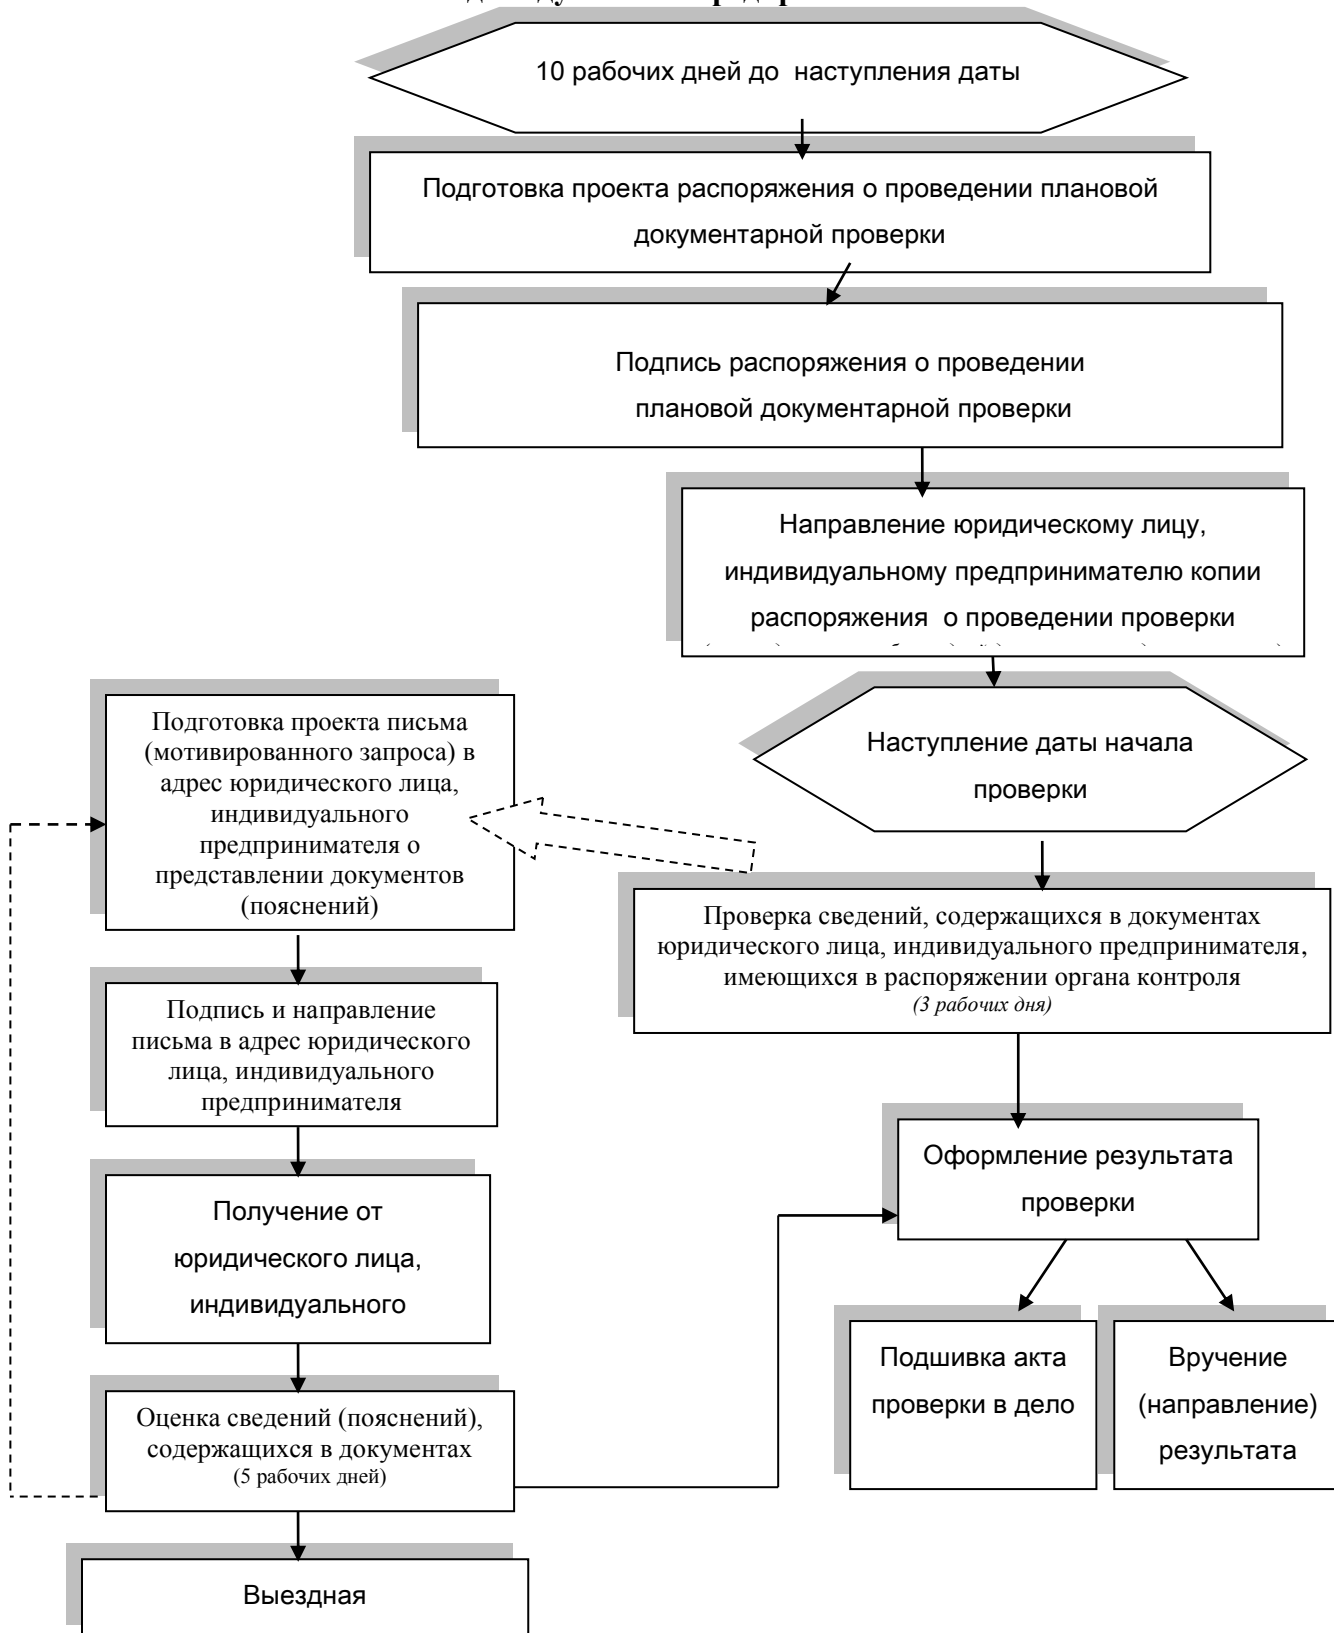 10 рабочих дней до наступления даты
Подготовка проекта распоряжения о проведении плановой
документарной проверки
Подпись распоряжения о проведении
плановой документарной проверки
Направление юридическому лицу,
индивидуальному предпринимателю копии
распоряжения о проведении проверки
Наступление даты начала
проверки
Подготовка проекта письма
(мотивированного запроса) в
адрес юридического лица,
индивидуального
предпринимателя о
представлении документов
(пояснений)
Проверка сведений, содержащихся в документах
юридического лица, индивидуального предпринимателя,
имеющихся в распоряжении органа контроля
(3 рабочих дня)
Подпись и направление
письма в адрес юридического
лица, индивидуального
предпринимателя
Оформление результата
проверки
Получение от
юридического лица,
индивидуального
Подшивка акта
проверки в дело
Вручение
(направление)
результата
Оценка сведений (пояснений),
содержащихся в документах
(5 рабочих дней)
Выездная